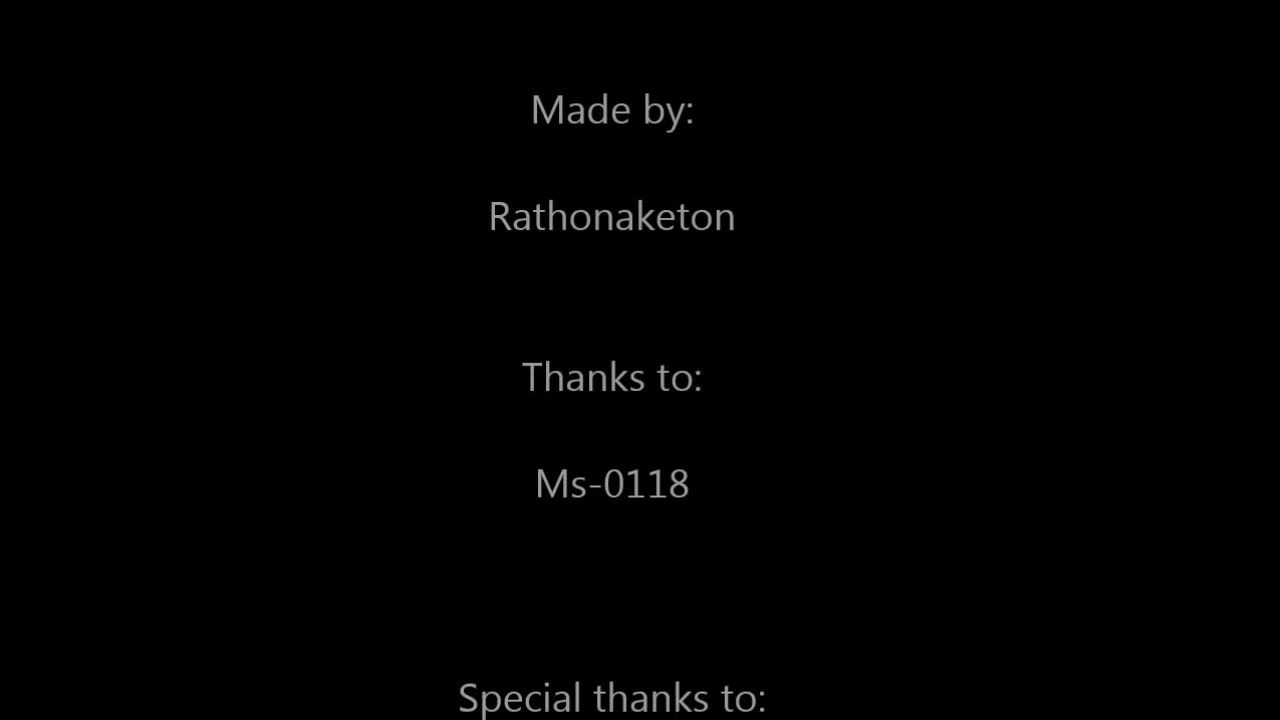 Made by:
Rathonaketon
Thanks to:
Ms-0118
Special thanks to: